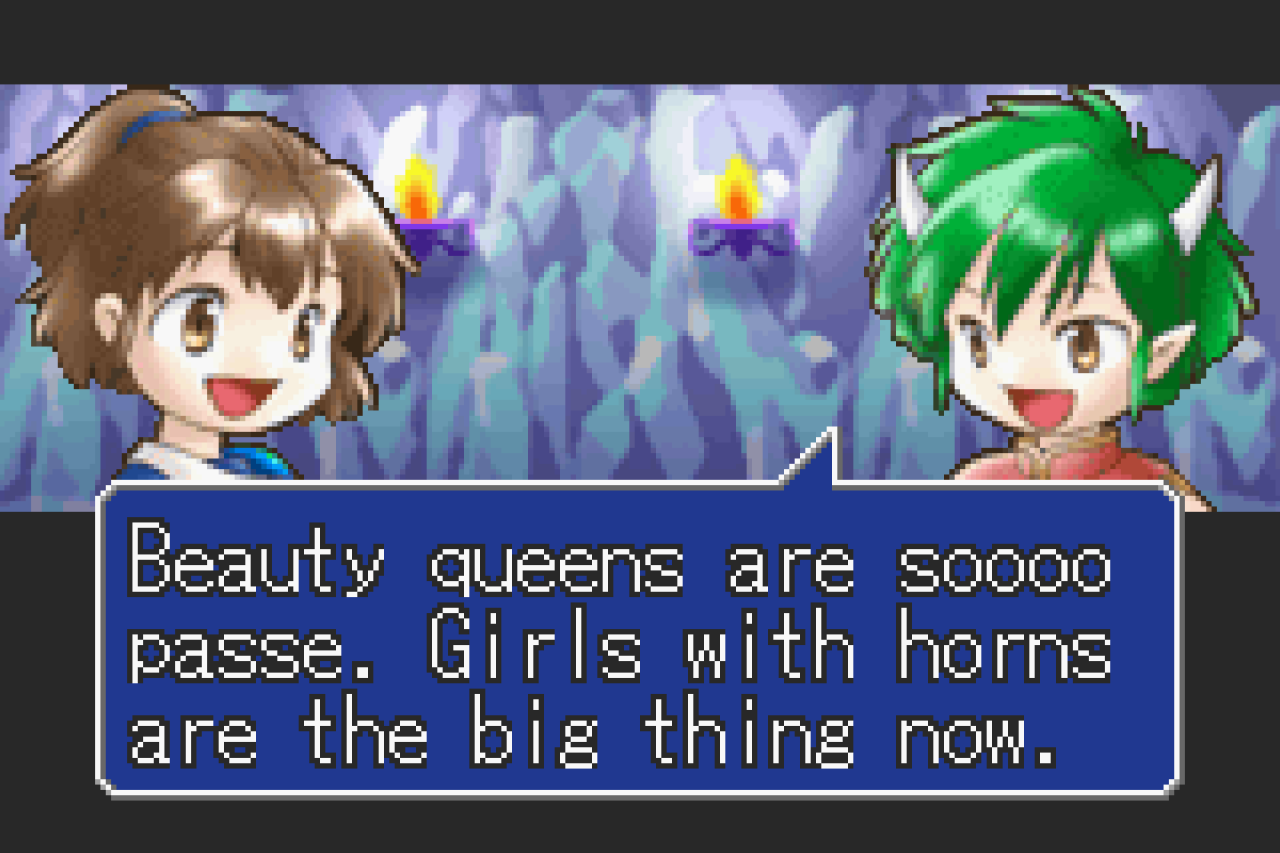 Beauty queens are soooo
passe. Girls with horns
are the big thing now.